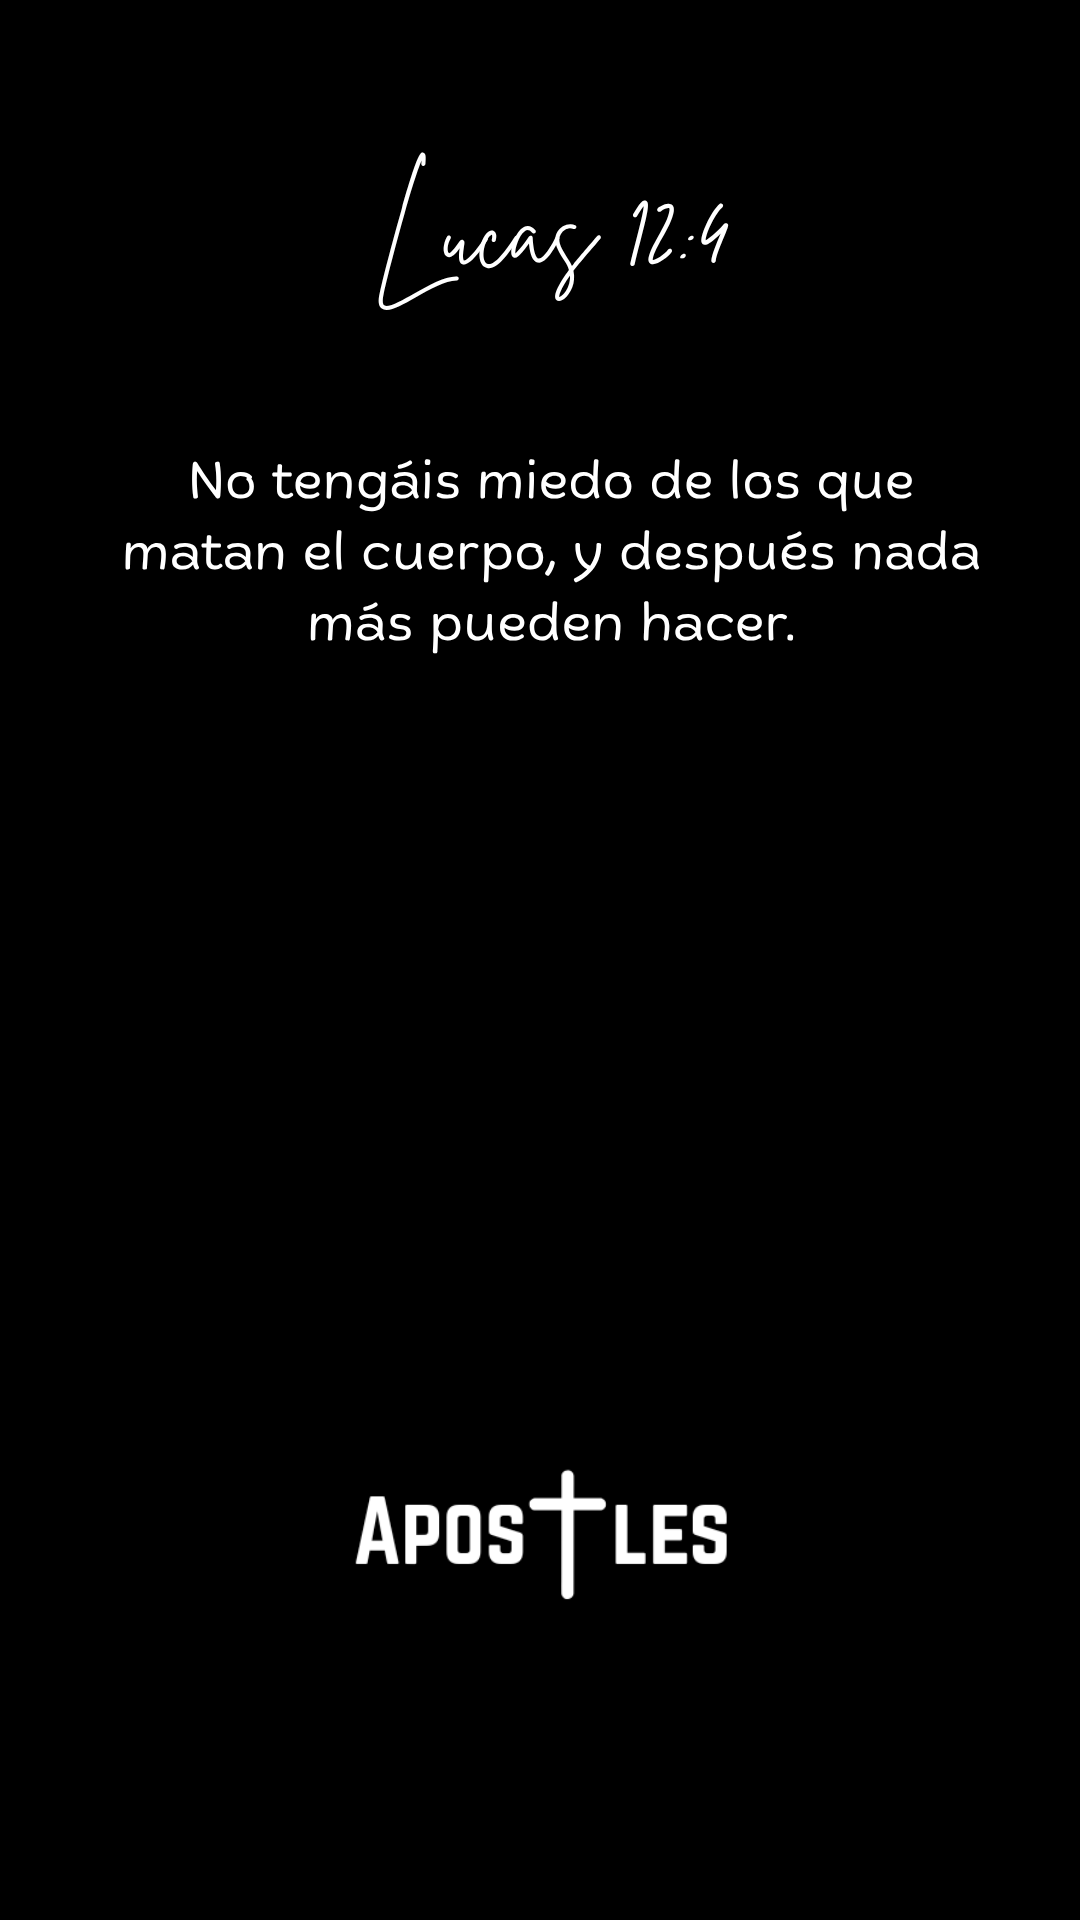 Lucas 12:4
No tengáis miedo de los que
matan el cuerpo, y después nada
más pueden hacer.
Apostles